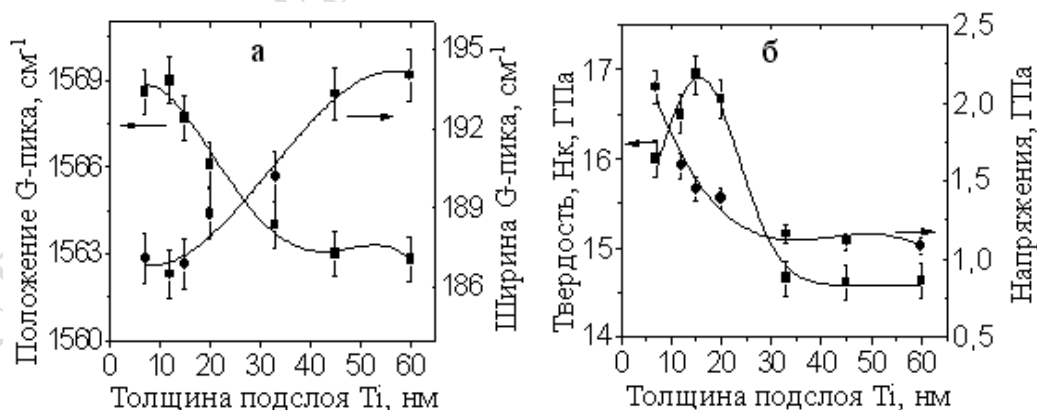 а
Положение G-пика, см-1
1569
1566
1563
1560
195
192
189
186
Ширина G-пика, см-1
0 10 20 30 40 50 60
Толщина подслоя Ti, нм
б
Твердость, Нк, ГПа
17
16
15
14
2,5
2,0
1,5
1,0
0,5
Напряжения, ГПа
0 10 20 30 40 50 60
Толщина подслоя Ti, нм